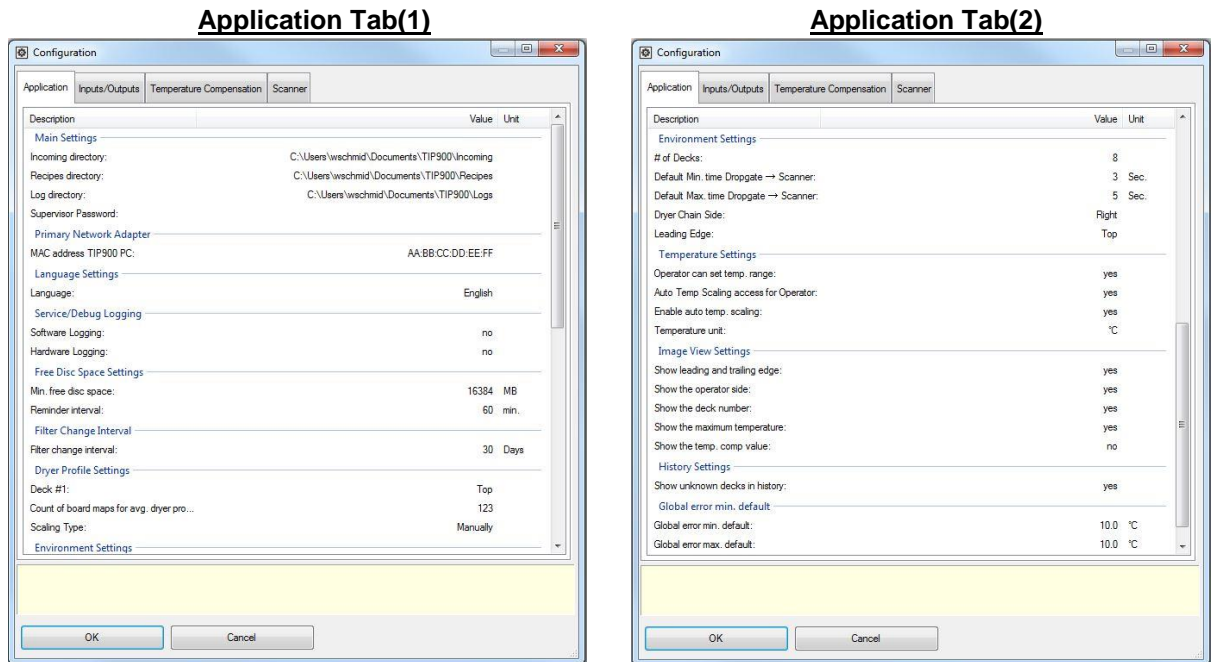 Application Tab(1)
Configuration
Application Inputs/Outputs Temperature Compensation Scanner
Description Value Unit
Main Settings
Incoming directory: C:\Users\wschmid\Documents\TIP900\Incoming
Recipes directory: C:\Users\wschmid\Documents\TIP900\Recipes
Log directory: C:\Users\wschmid\Documents\TIP900\Logs
Supervisor Password:
Primary Network Adapter
MAC address TIP900 PC: AA:BB:CC:DD:EE:FF
Language Settings
Language: English
Service/Debug Logging
Software Logging: no
Hardware Logging: no
Free Disc Space Settings
Min. free disc space: 16384 MB
Reminder interval: 60 min.
Filter Change Interval
Filter change interval: 30 Days
Dryer Profile Settings
Deck #1: Top
Count of board maps for avg. dryer pro... 123
Scaling Type: Manually
Environment Settings
OK Cancel
Application Tab(2)
Configuration
Application Inputs/Outputs Temperature Compensation Scanner
Description Value Unit
Environment Settings
# of Decks: 8
Default Min. time Dropgate → Scanner: 3 Sec.
Default Max. time Dropgate → Scanner: 5 Sec.
Dryer Chain Side: Right
Leading Edge: Top
Temperature Settings
Operator can set temp. range: yes
Auto Temp Scaling access for Operator: yes
Enable auto temp. scaling: yes
Temperature unit: °C
Image View Settings
Show leading and trailing edge: yes
Show the operator side: yes
Show the deck number: yes
Show the maximum temperature: yes
Show the temp. comp value: no
History Settings
Show unknown decks in history: yes
Global error min. default
Global error min. default: 10.0 °C
Global error max. default: 10.0 °C
OK Cancel